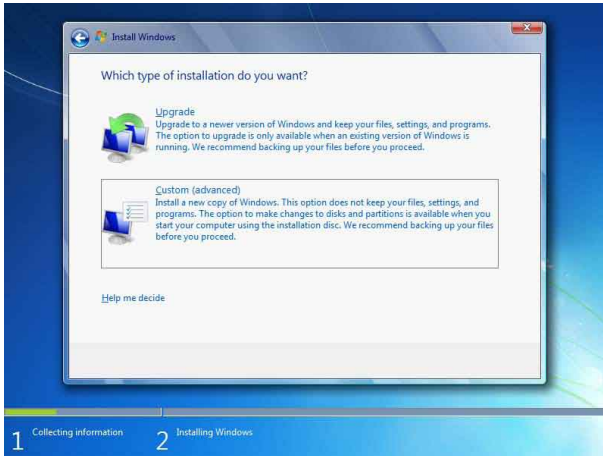 Install Windows
Which type of installation do you want?
Upgrade
Upgrade to a newer version of Windows and keep your files, settings, and programs.
The option to upgrade is only available when an existing version of Windows is
running. We recommend backing up your files before you proceed.
Custom (advanced)
Install a new copy of Windows. This option does not keep your files, settings, and
programs. The option to make changes to disks and partitions is available when you
start your computer using the installation disc. We recommend backing up your files
before you proceed.
Help me decide
1 Collecting information
2 Installing Windows